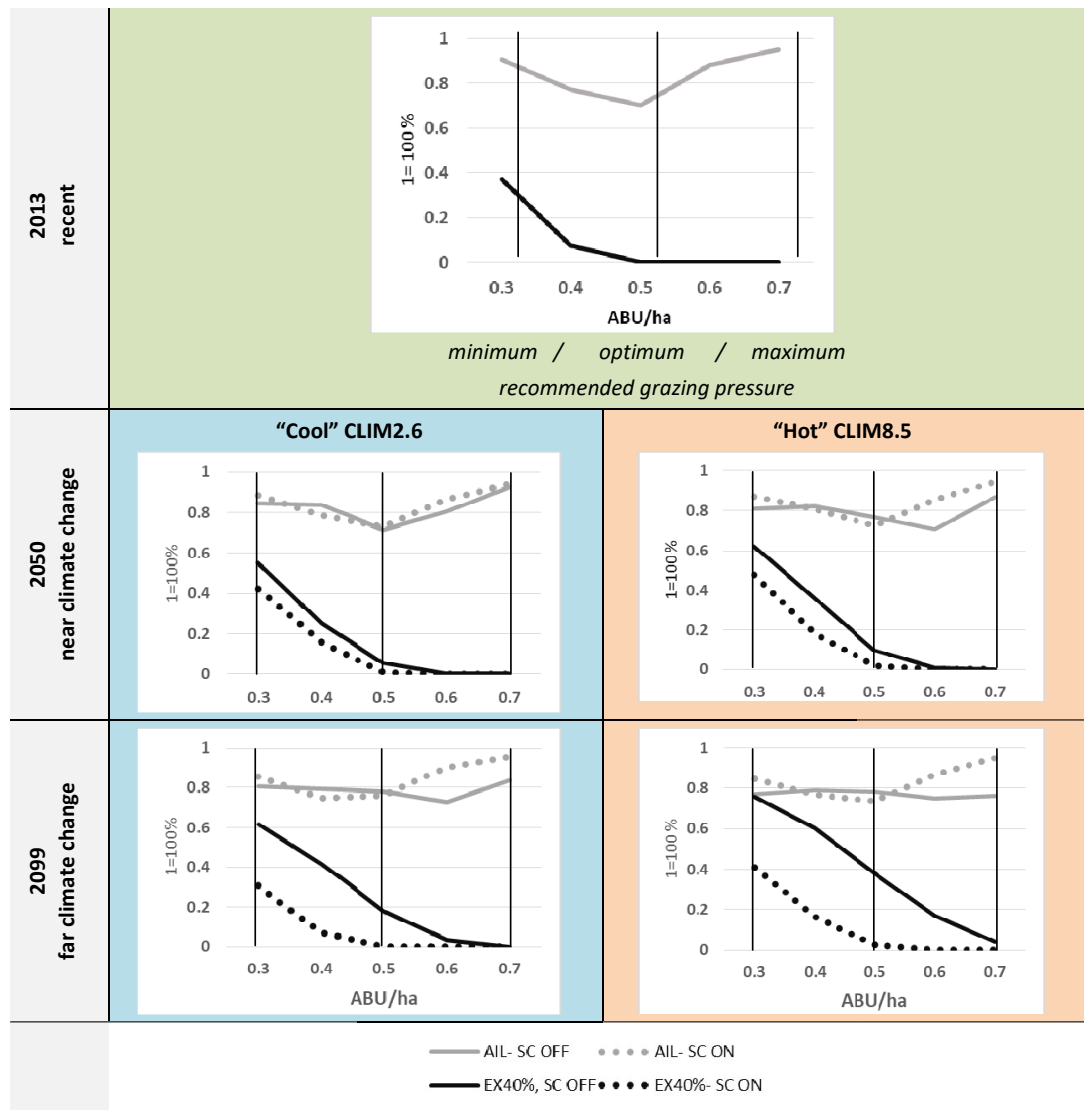 2013
recent
1
0.8
0.6
0.4
0.2
0
1= 100 %
0.3 0.4 0.5 0.6 0.7
ABU/ha
minimum / optimum / maximum
recommended grazing pressure
2050
near climate change
"Cool" CLIM2.6
1
0.8
0.6
0.4
0.2
0
1=100%
0.3 0.4 0.5 0.6 0.7
"Hot" CLIM8.5
1
0.8
0.6
0.4
0.2
0
1=100%
0.3 0.4 0.5 0.6 0.7
2099
far climate change
1
0.8
0.6
0.4
0.2
0
1=100%
0.3 0.4 0.5 0.6 0.7
ABU/ha
1
0.8
0.6
0.4
0.2
0
1=100 %
0.3 0.4 0.5 0.6 0.7
ABU/ha
AIL- SC OFF AIL- SC ON
EX40%, SC OFF EX40%- SC ON